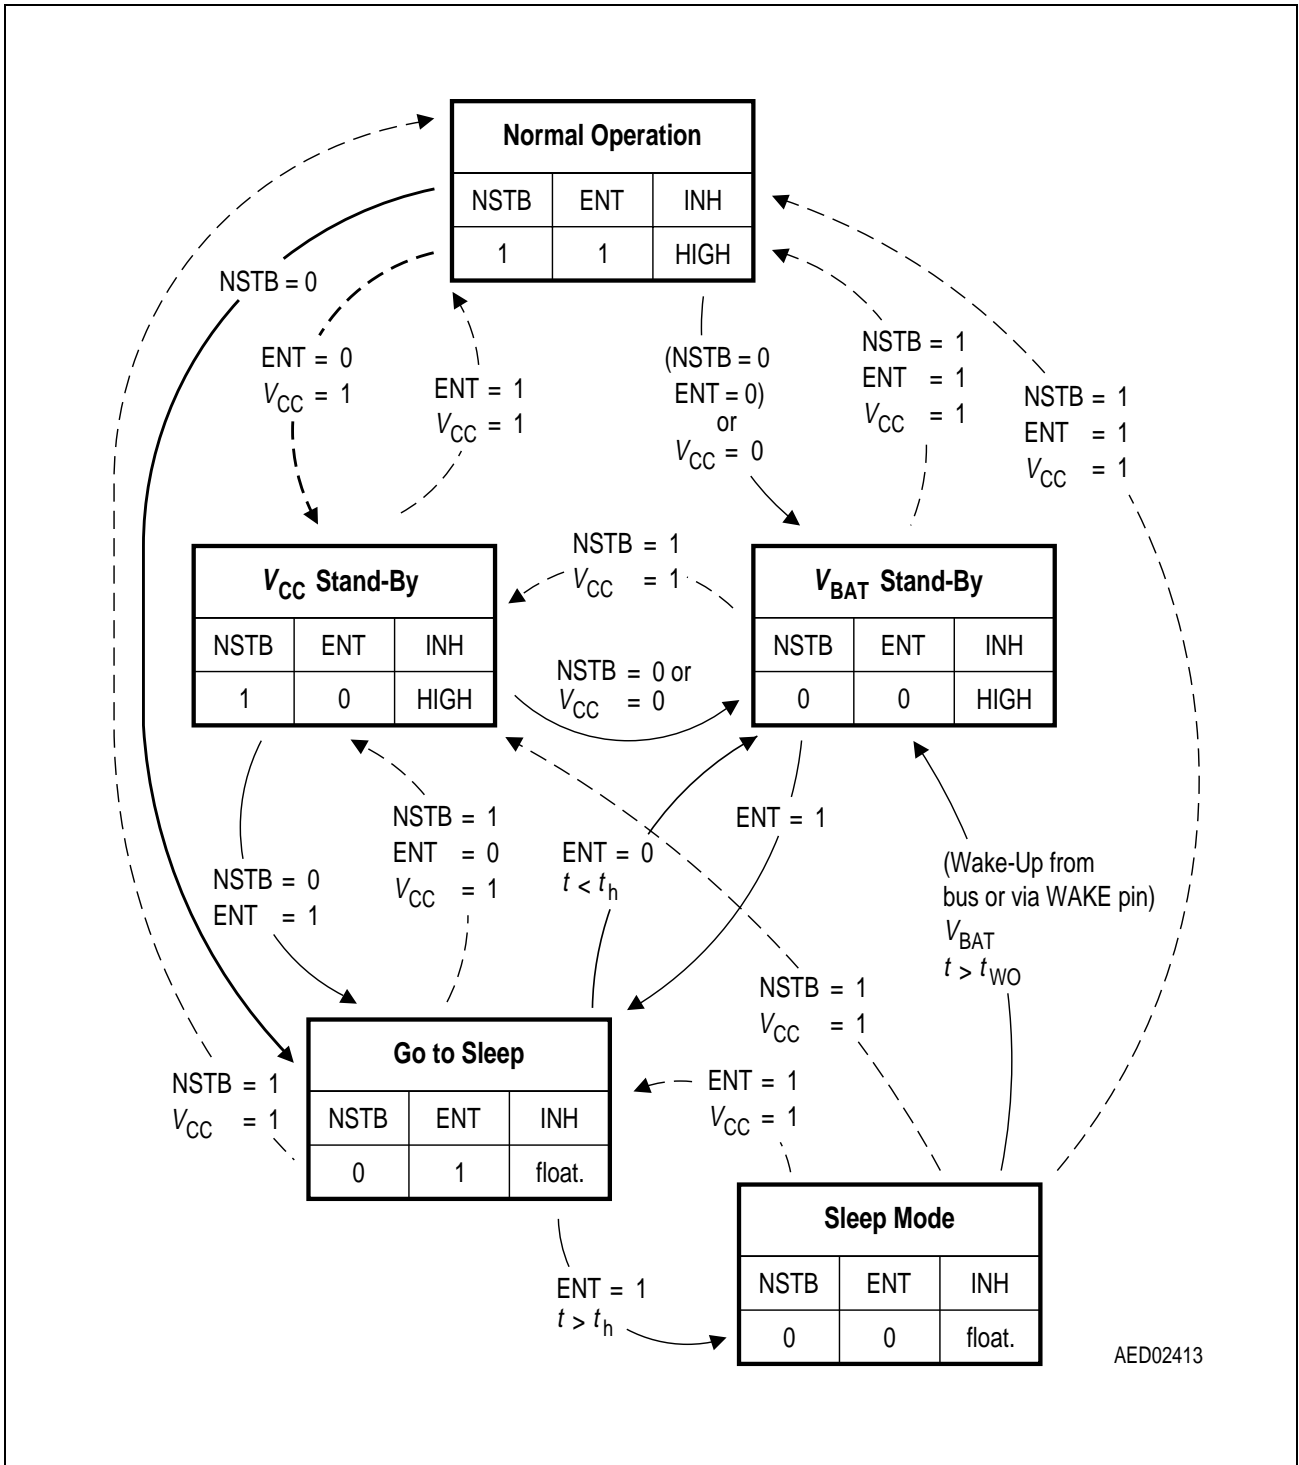 Normal Operation
NSTB ENT INH
1 1 HIGH
NSTB = 0
ENT = 0
VCC = 1
ENT = 1
VCC = 1
(NSTB = 0
ENT = 0)
or
VCC = 0
NSTB = 1
ENT = 1
VCC = 1
NSTB = 1
ENT = 1
VCC = 1
VCC Stand-By
NSTB ENT INH
1 0 HIGH
NSTB = 1
VCC = 1
NSTB = 0 or
VCC = 0
VBAT Stand-By
NSTB ENT INH
0 0 HIGH
NSTB = 0
ENT = 1
NSTB = 1
ENT = 0
VCC = 1
ENT = 0
t < th
ENT = 1
(Wake-Up from
bus or via WAKE pin)
VBAT
t > tWO
NSTB = 1
VCC = 1
NSTB = 1
VCC = 1
Go to Sleep
NSTB ENT INH
0 1 float.
ENT = 1
VCC = 1
ENT = 1
t > th
Sleep Mode
NSTB ENT INH
0 0 float.
AED02413